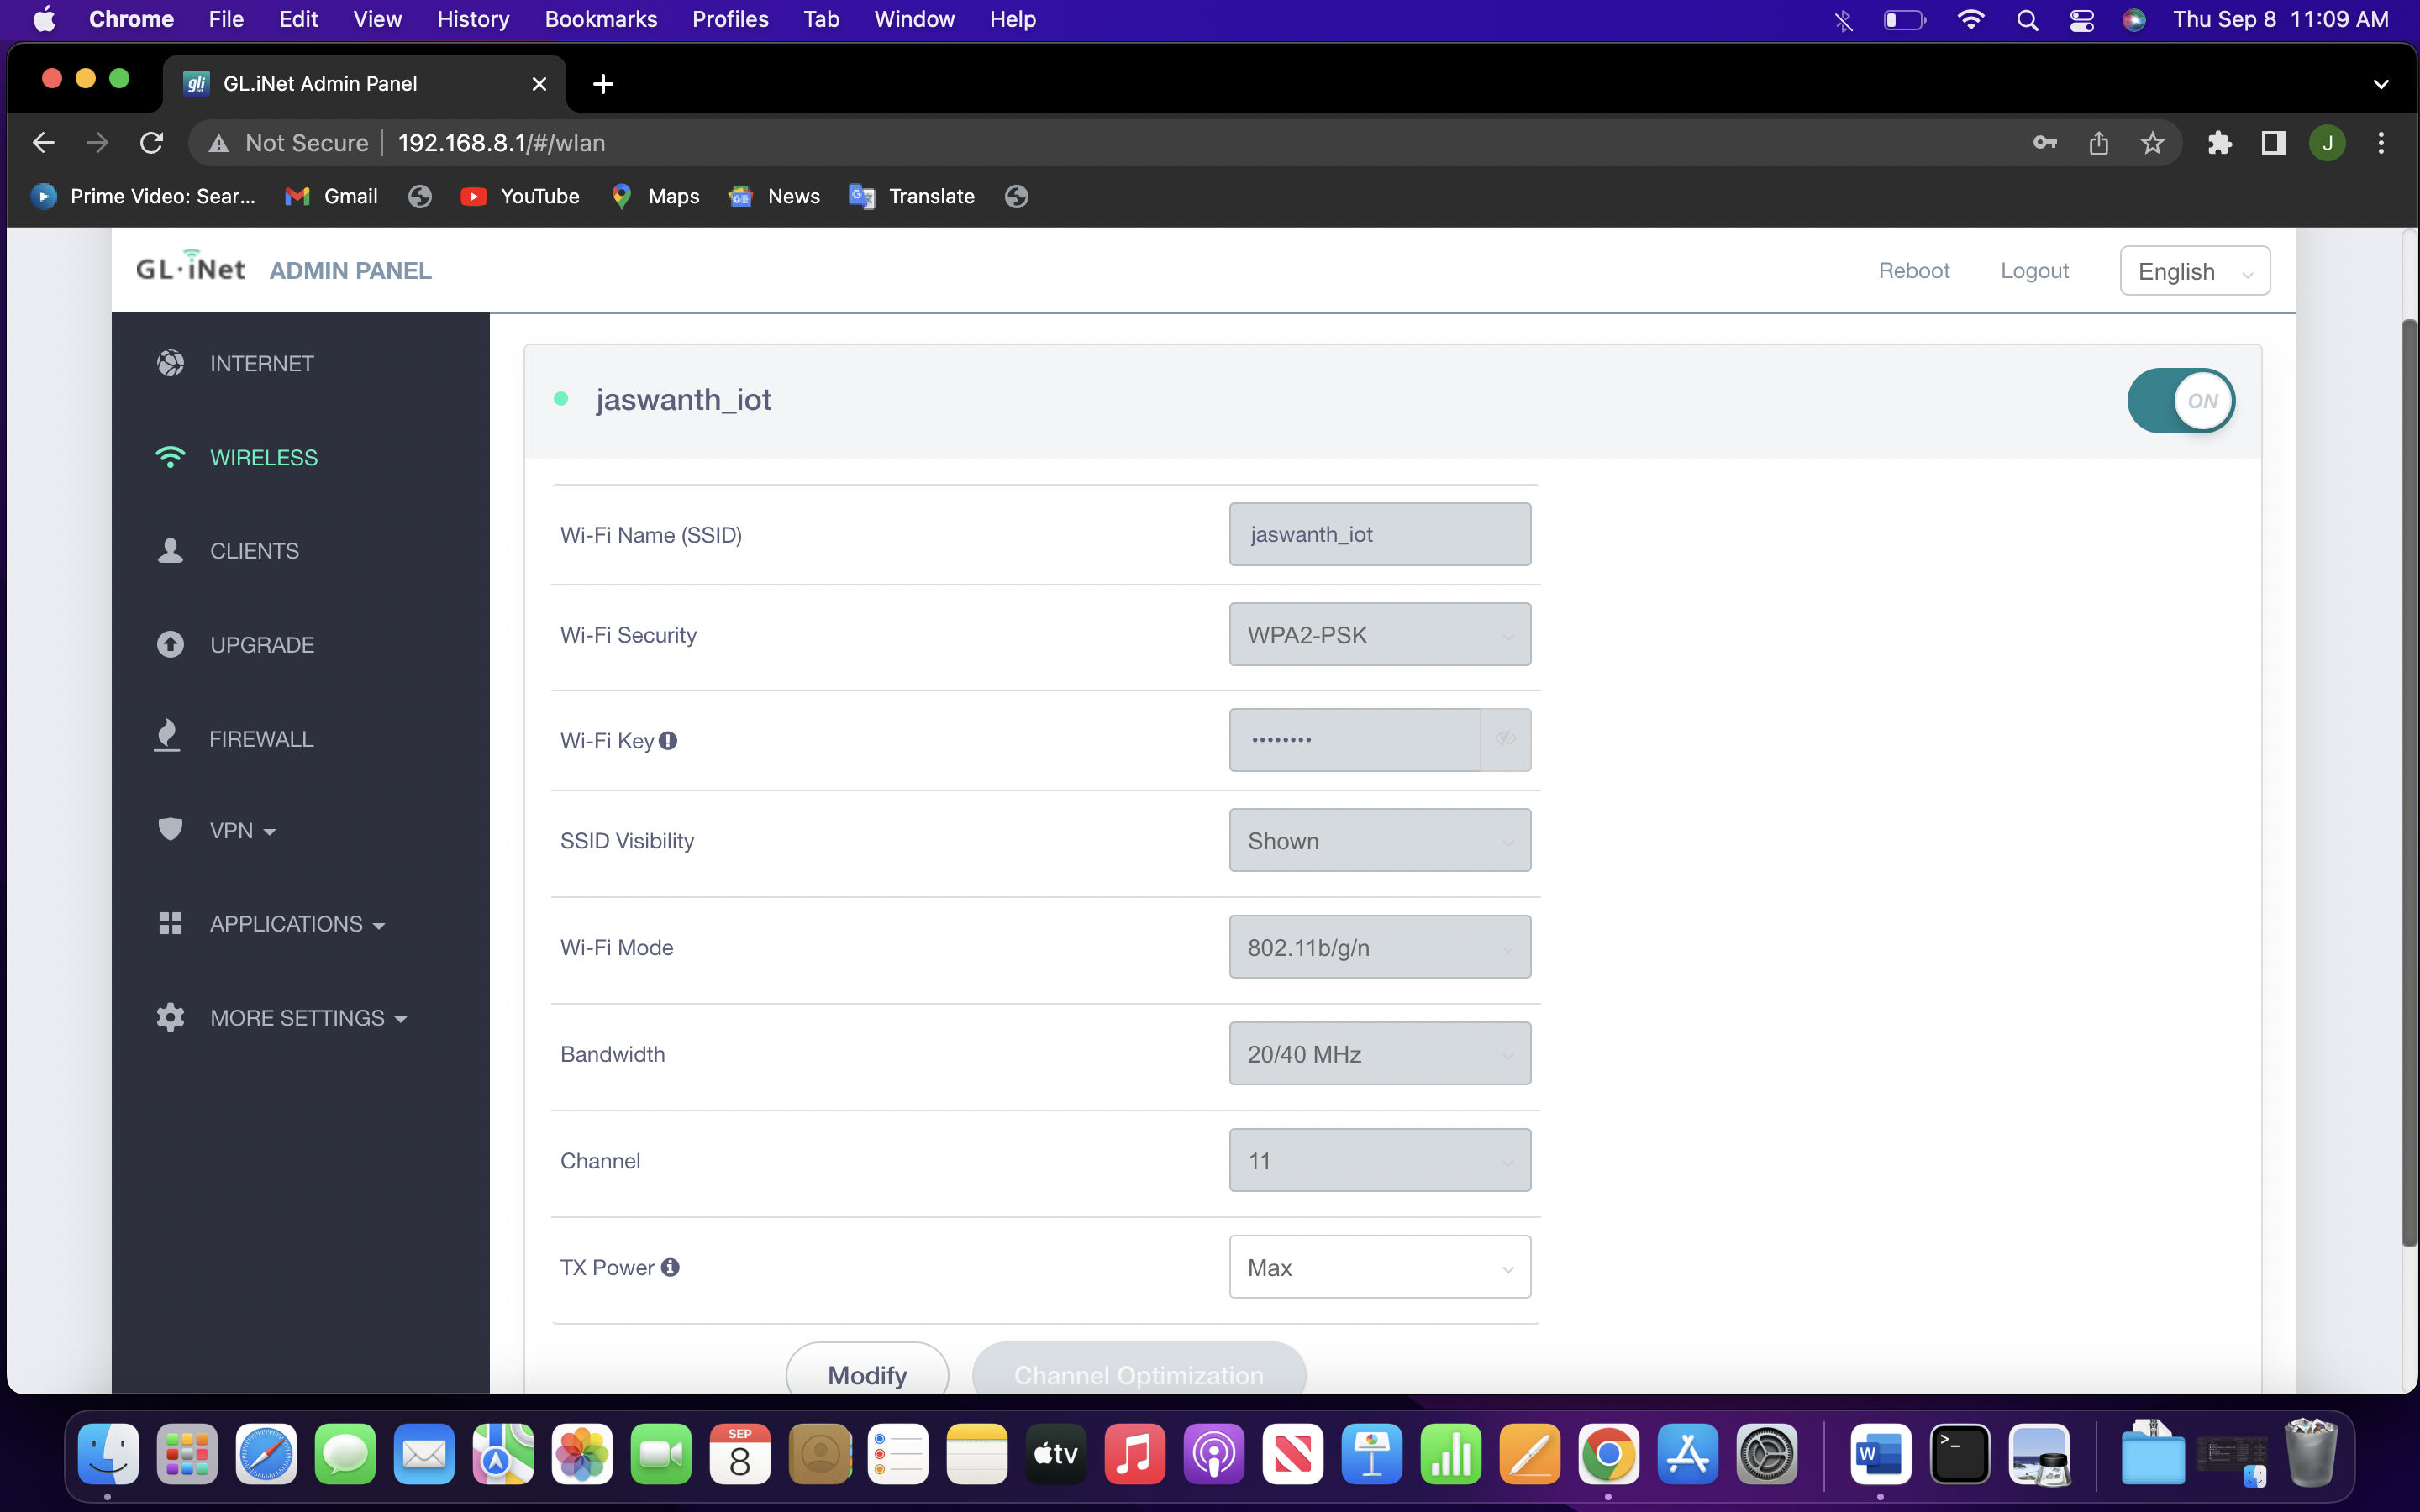 Chrome File Edit View History Bookmarks Profiles Tab Window Help Thu Sep 8 11:09 AM
gli GL.iNet Admin Panel
Not Secure 192.168.8.1/#/wlan J
Prime Video: Sear... Gmail YouTube Maps News Translate
GL·iNet ADMIN PANEL Reboot Logout English
INTERNET
WIRELESS
CLIENTS
UPGRADE
FIREWALL
VPN
APPLICATIONS
MORE SETTINGS
jaswanth_iot ON
Wi-Fi Name (SSID) jaswanth_iot
Wi-Fi Security WPA2-PSK
Wi-Fi Key ••••••••
SSID Visibility Shown
Wi-Fi Mode 802.11b/g/n
Bandwidth 20/40 MHz
Channel 11
TX Power Max
Modify Channel Optimization
SEP
8
tv
W
>_